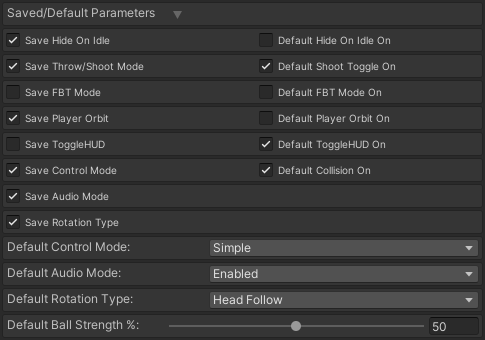 Saved/Default Parameters
Save Hide On Idle Default Hide On Idle On
Save Throw/Shoot Mode Default Shoot Toggle On
Save FBT Mode Default FBT Mode On
Save Player Orbit Default Player Orbit On
Save ToggleHUD Default ToggleHUD On
Save Control Mode Default Collision On
Save Audio Mode
Save Rotation Type
Default Control Mode: Simple
Default Audio Mode: Enabled
Default Rotation Type: Head Follow
Default Ball Strength %: 50